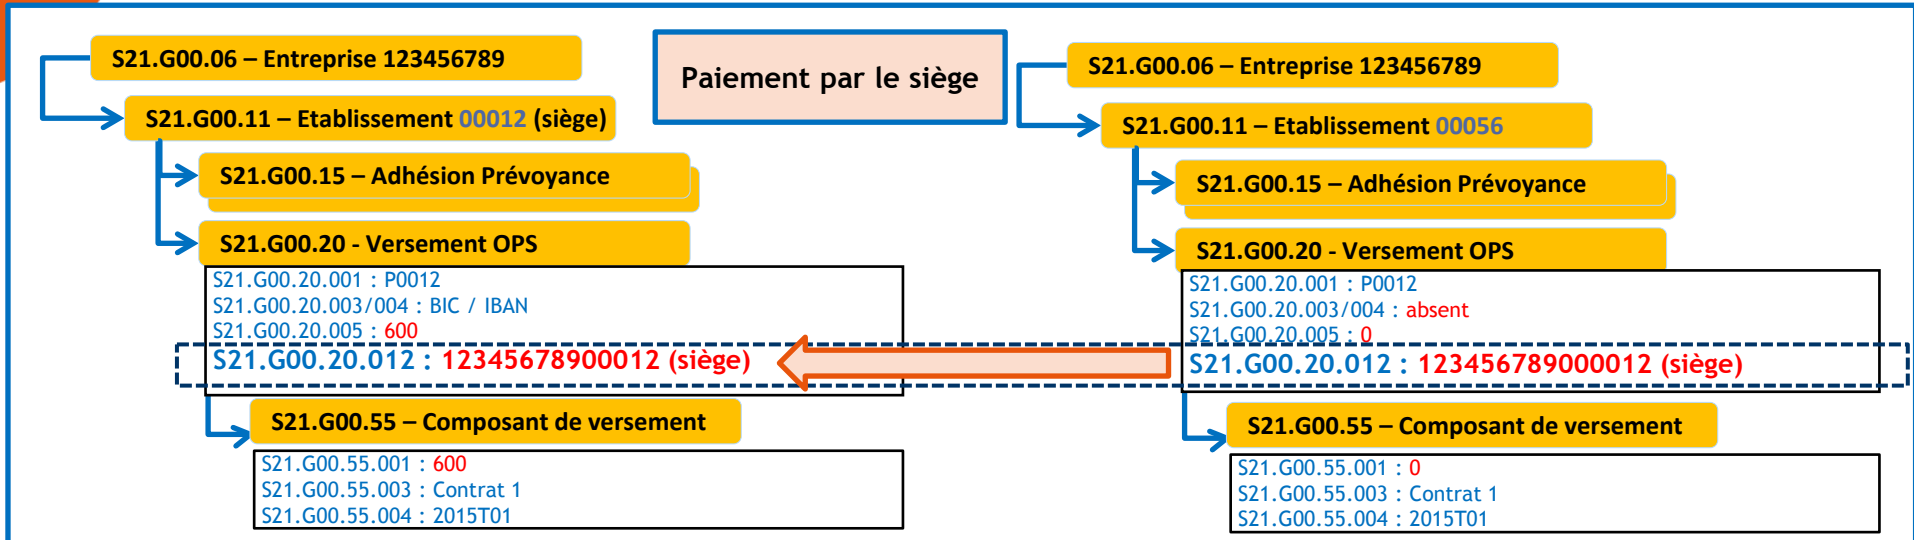 S21.G00.06 – Entreprise 123456789
S21.G00.11 – Etablissement 00012 (siège)
S21.G00.15 – Adhésion Prévoyance
S21.G00.20 - Versement OPS
S21.G00.20.001 : P0012
S21.G00.20.003/004 : BIC / IBAN
S21.G00.20.005 : 600
S21.G00.20.012 : 12345678900012 (siège)
S21.G00.55 – Composant de versement
S21.G00.55.001 : 600
S21.G00.55.003 : Contrat 1
S21.G00.55.004 : 2015T01
Paiement par le siège
S21.G00.06 – Entreprise 123456789
S21.G00.11 – Etablissement 00056
S21.G00.15 – Adhésion Prévoyance
S21.G00.20 - Versement OPS
S21.G00.20.001 : P0012
S21.G00.20.003/004 : absent
S21.G00.20.005 : 0
S21.G00.20.012 : 123456789000012 (siège)
S21.G00.55 – Composant de versement
S21.G00.55.001 : 0
S21.G00.55.003 : Contrat 1
S21.G00.55.004 : 2015T01